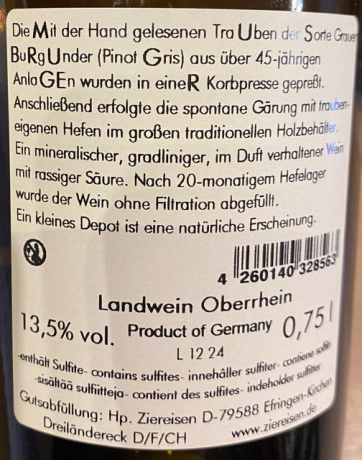 Die Mit der Hand gelesenen TraUben der Sorte Grauer
BuRgUnder (Pinot Gris) aus über 45-jährigen
AnlaGEn wurden in eineR Korbpresse gepreßt.
Anschließend erfolgte die spontane Gärung mit trauben-
eigenen Hefen im großen traditionellen Holzbehälter.
Ein mineralischer, gradliniger, im Duft verhaltener Wein
mit rassiger Säure. Nach 20-monatigem Hefelager
wurde der Wein ohne Filtration abgefüllt.
Ein kleines Depot ist eine natürliche Erscheinung.
4 260140 328563
Landwein Oberrhein
13,5% vol. Product of Germany 0,75 l
L 12 24
-enthält Sulfite- contains sulfites- innehåller sulfiter- contiene solfiti
-sisältää sulfiitteja- contient des sulfites- indeholder sulfitter
Gutsabfüllung: Hp. Ziereisen D-79588 Efringen-Kirchen
Dreiländereck D/F/CH www.ziereisen.de